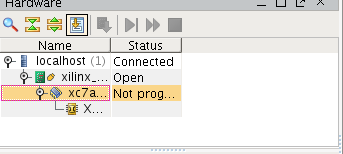 Hardware
Name Status
localhost (1) Connected
xilinx_... Open
xc7a... Not prog...
X...